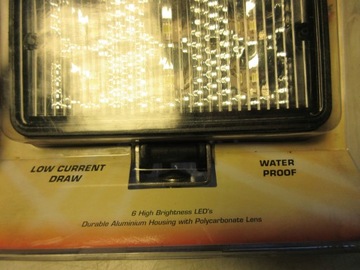 LOW CURRENT
DRAW
WATER
PROOF
6 High Brightness LED's
Durable Aluminium Housing with Polycarbonate Lens